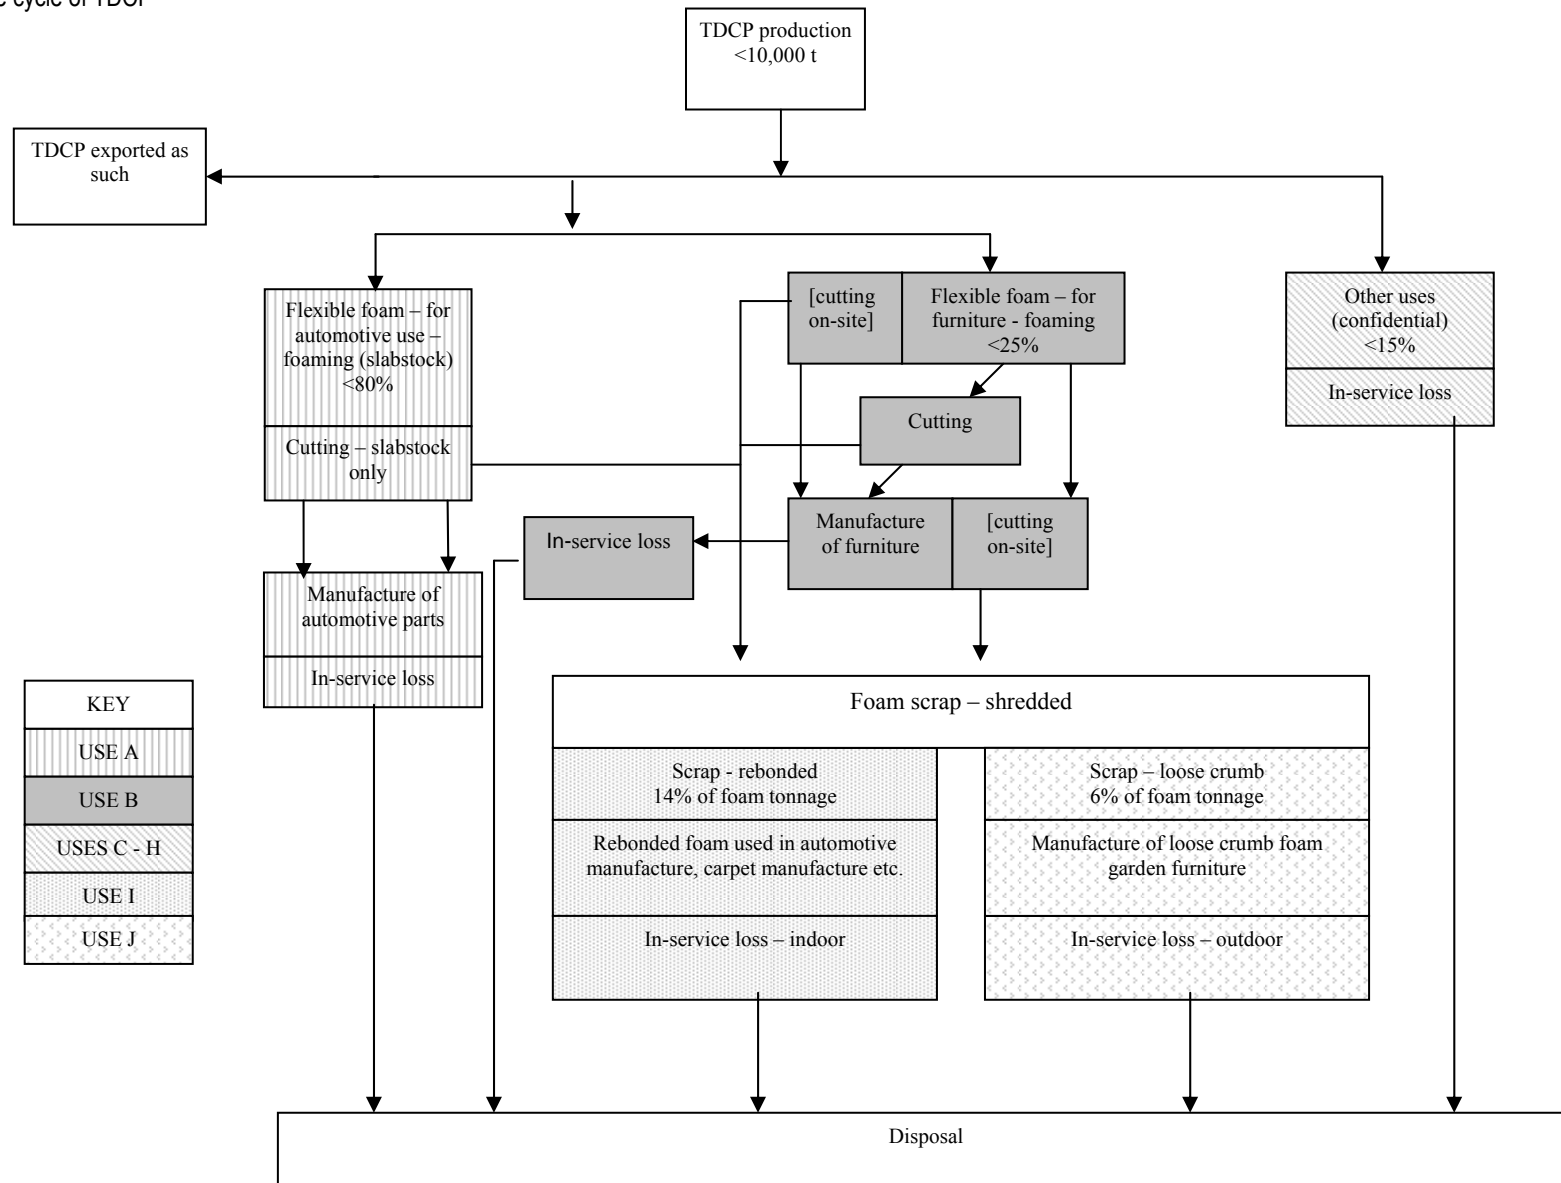 cycle of TDCP
TDCP production
<10,000 t
TDCP exported as
such
Flexible foam – for
automotive use –
foaming (slabstock)
<80%
Cutting – slabstock
only
[cutting
on-site]
Flexible foam – for
furniture - foaming
<25%
Other uses
(confidential)
<15%
In-service loss
Cutting
Manufacture
of furniture
[cutting
on-site]
In-service loss
Manufacture of
automotive parts
In-service loss
KEY
USE A
USE B
USES C - H
USE I
USE J
Foam scrap – shredded
Scrap - rebonded
14% of foam tonnage
Rebonded foam used in automotive
manufacture, carpet manufacture etc.
In-service loss – indoor
Scrap – loose crumb
6% of foam tonnage
Manufacture of loose crumb foam
garden furniture
In-service loss – outdoor
Disposal